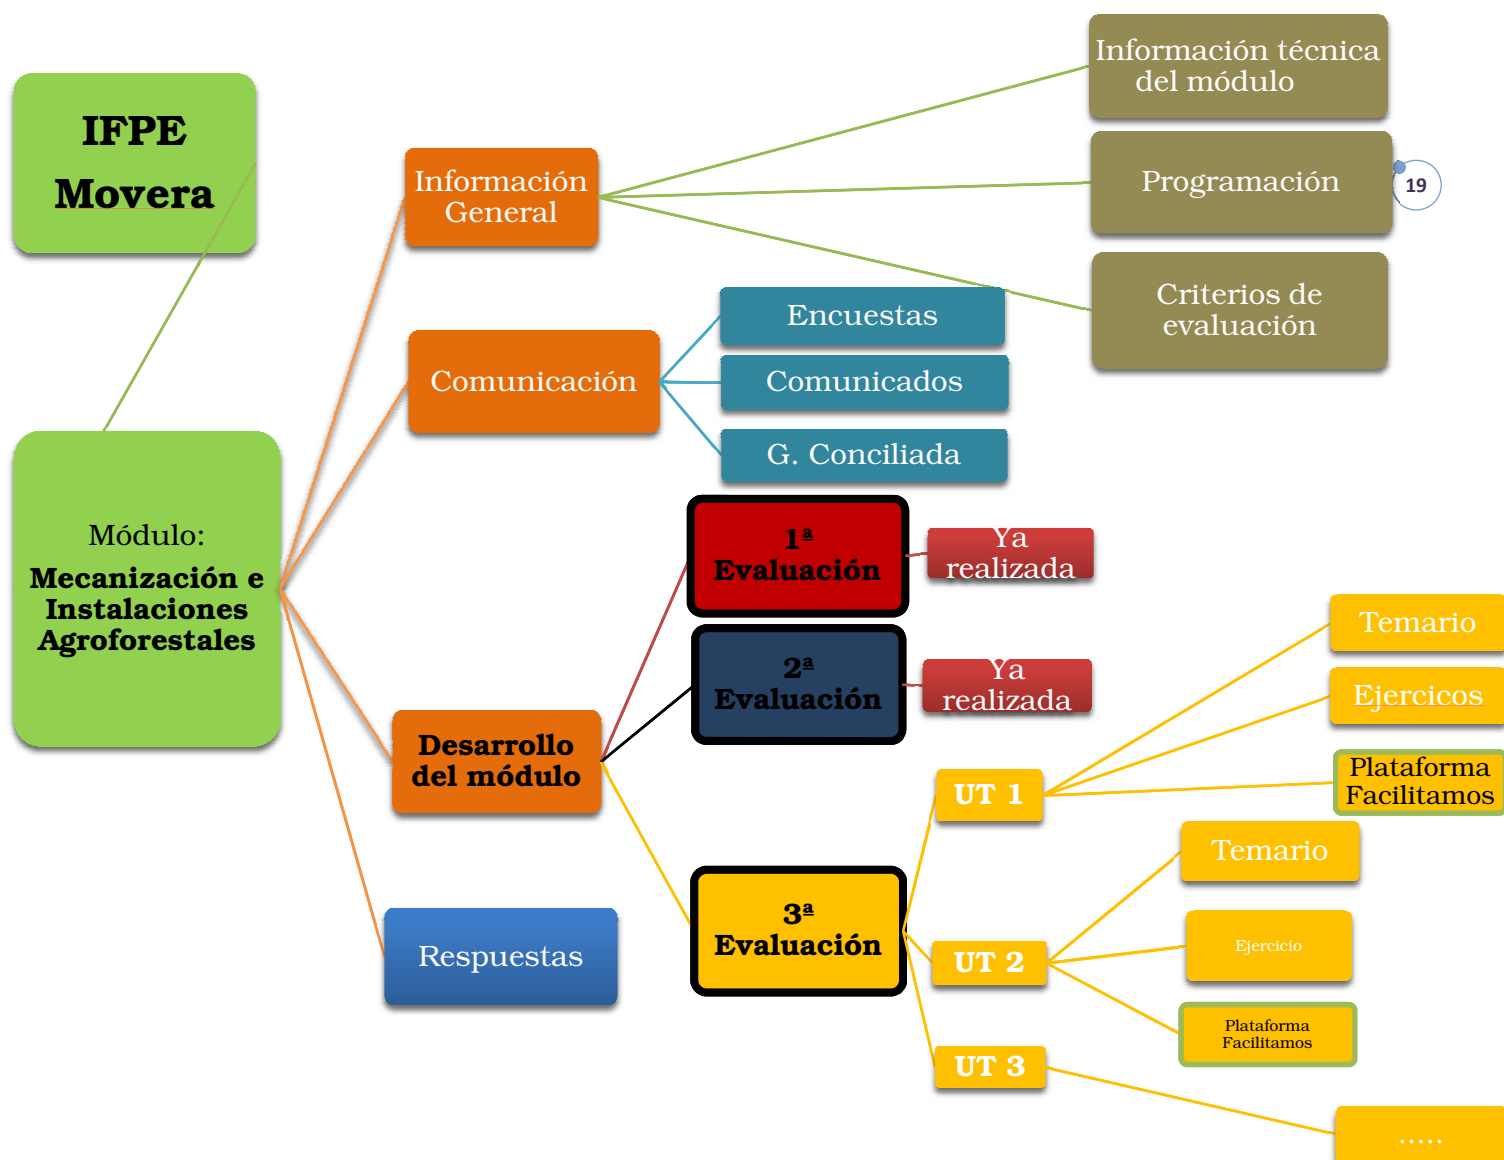 IFPE
Movera
Módulo:
Mecanización e
Instalaciones
Agroforestales
Información
General
Información técnica
del módulo
Programación
19
Criterios de
evaluación
Comunicación
Encuestas
Comunicados
G. Conciliada
Desarrollo
del módulo
1ª
Evaluación
Ya
realizada
2ª
Evaluación
Ya
realizada
3ª
Evaluación
UT 1
Temario
Ejercicos
Plataforma
Facilitamos
UT 2
Temario
Ejercicio
Plataforma
Facilitamos
UT 3
.....
Respuestas